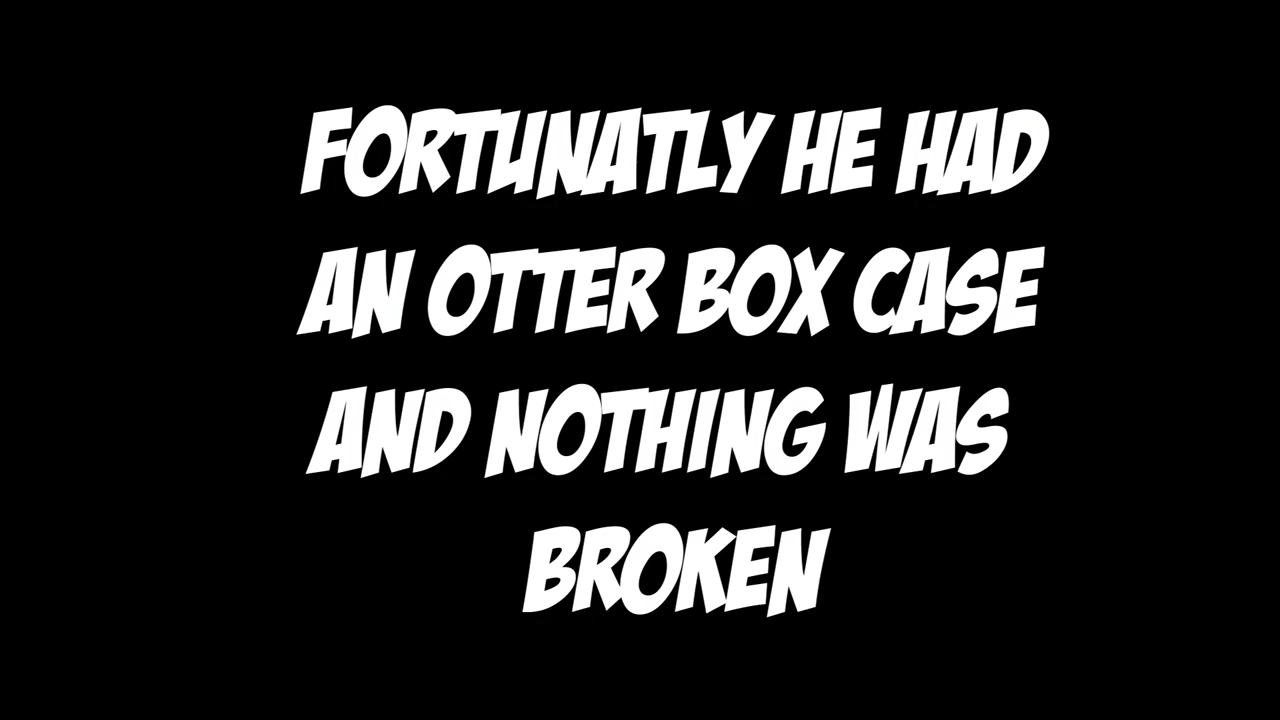 FORTUNATLY HE HAD
AN OTTER BOX CASE
AND NOTHING WAS
BROKEN